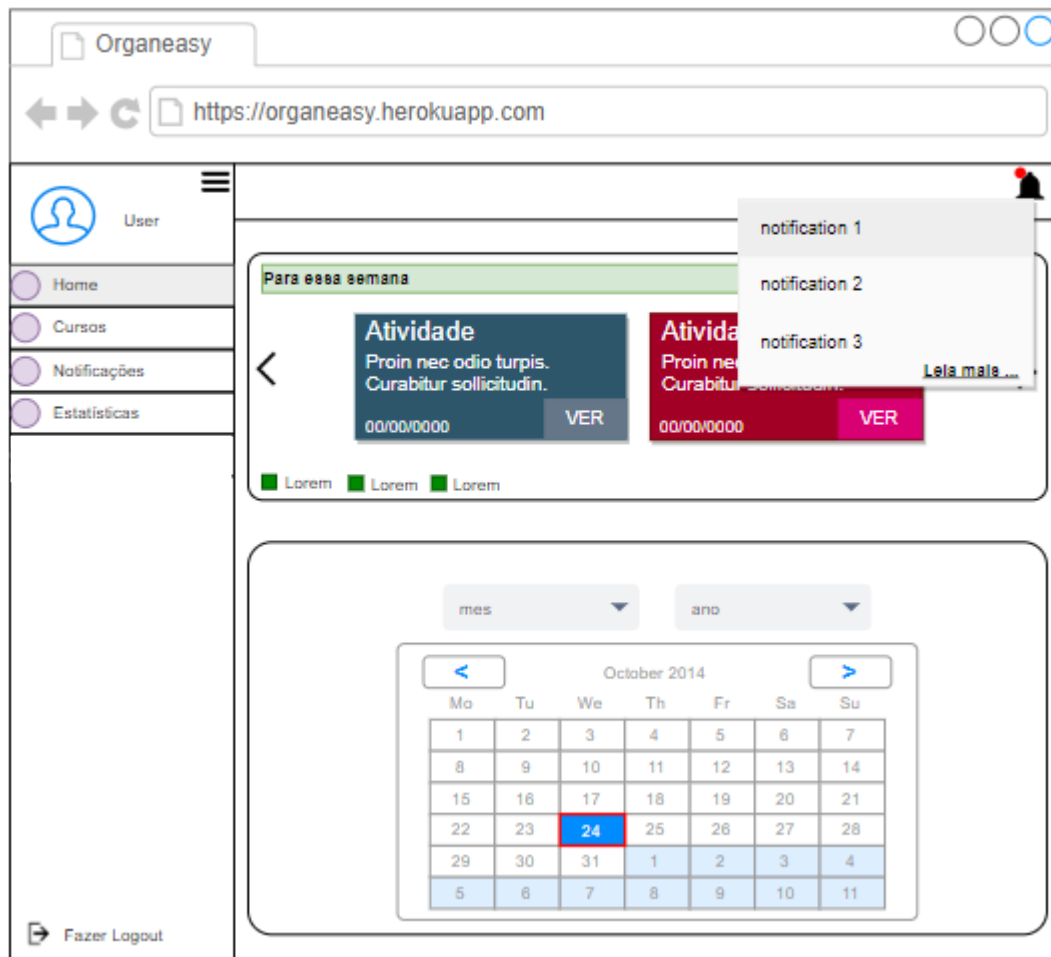 Organeasy
https://organeasy.herokuapp.com
User
Home
Cursos
Notificações
Estatísticas
Fazer Logout
notification 1
notification 2
notification 3
Leia mais ...
Para essa semana
Atividade
Proin nec odio turpis.
Curabitur sollicitudin.
00/00/0000
VER
Ativida
Proin nec
Curabitur sollicitudin.
00/00/0000
VER
Lorem Lorem Lorem
mes ano
< October 2014 >
Mo Tu We Th Fr Sa Su
1 2 3 4 5 6 7
8 9 10 11 12 13 14
15 16 17 18 19 20 21
22 23 24 25 26 27 28
29 30 31 1 2 3 4
5 6 7 8 9 10 11